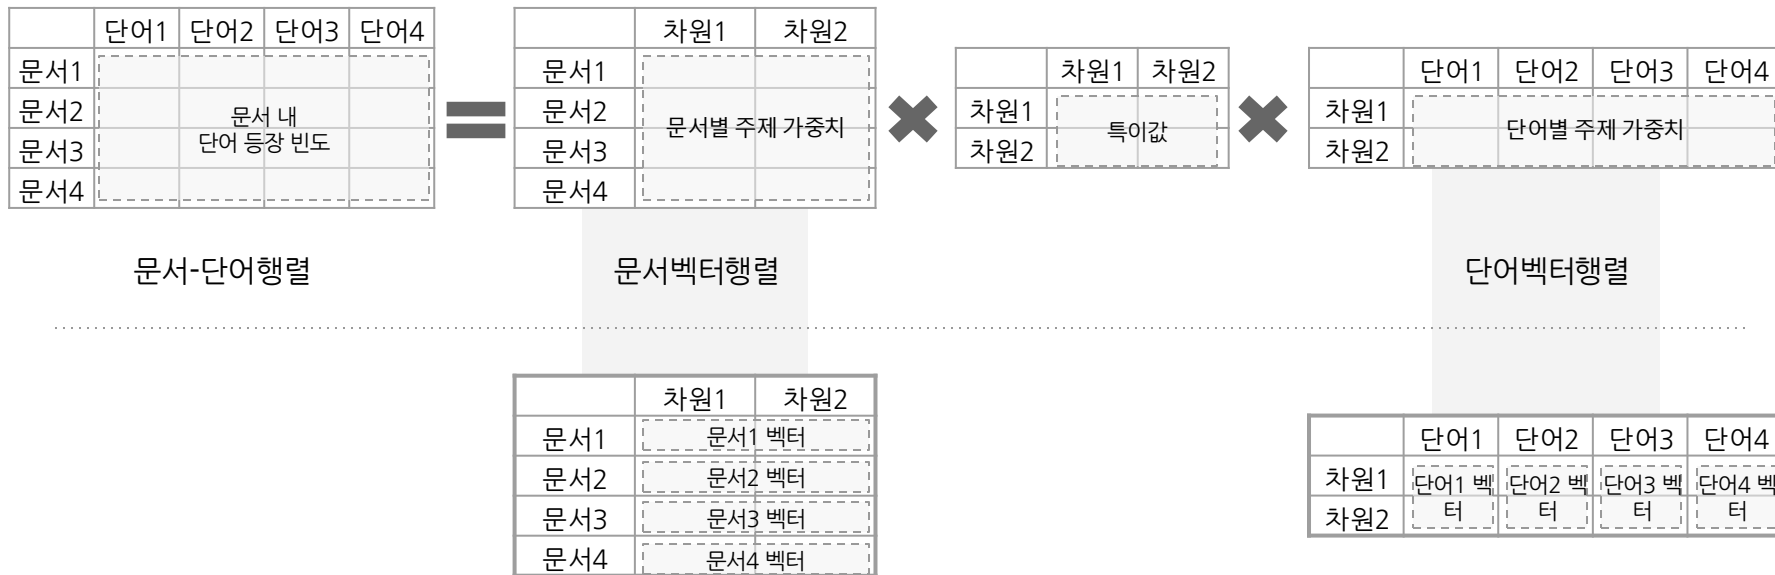 단어1 단어2 단어3 단어4
문서1
문서2
문서3
문서4
문서 내
단어 등장 빈도
차원1 차원2
문서1
문서2
문서3
문서4
문서별 주제 가중치
차원1 차원2
차원1
차원2
특이값
단어1 단어2 단어3 단어4
차원1
차원2
단어별 주제 가중치
문서-단어행렬
문서벡터행렬
단어벡터행렬
차원1 차원2
문서1 문서1 벡터
문서2 문서2 벡터
문서3 문서3 벡터
문서4 문서4 벡터
단어1 단어2 단어3 단어4
차원1
차원2
단어1 벡
터
단어2 벡
터
단어3 벡
터
단어4 벡
터